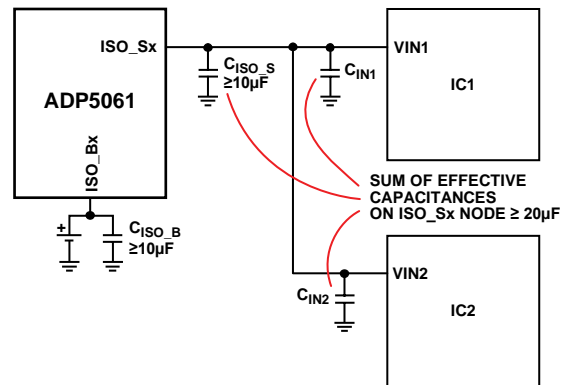 ISO_Sx
VIN1
CISO_S
≥10µF
CIN1
ADP5061
IC1
ISO_Bx
SUM OF EFFECTIVE
CAPACITANCES
ON ISO_Sx NODE ≥ 20µF
+
CISO_B
≥10µF
VIN2
CIN2
IC2